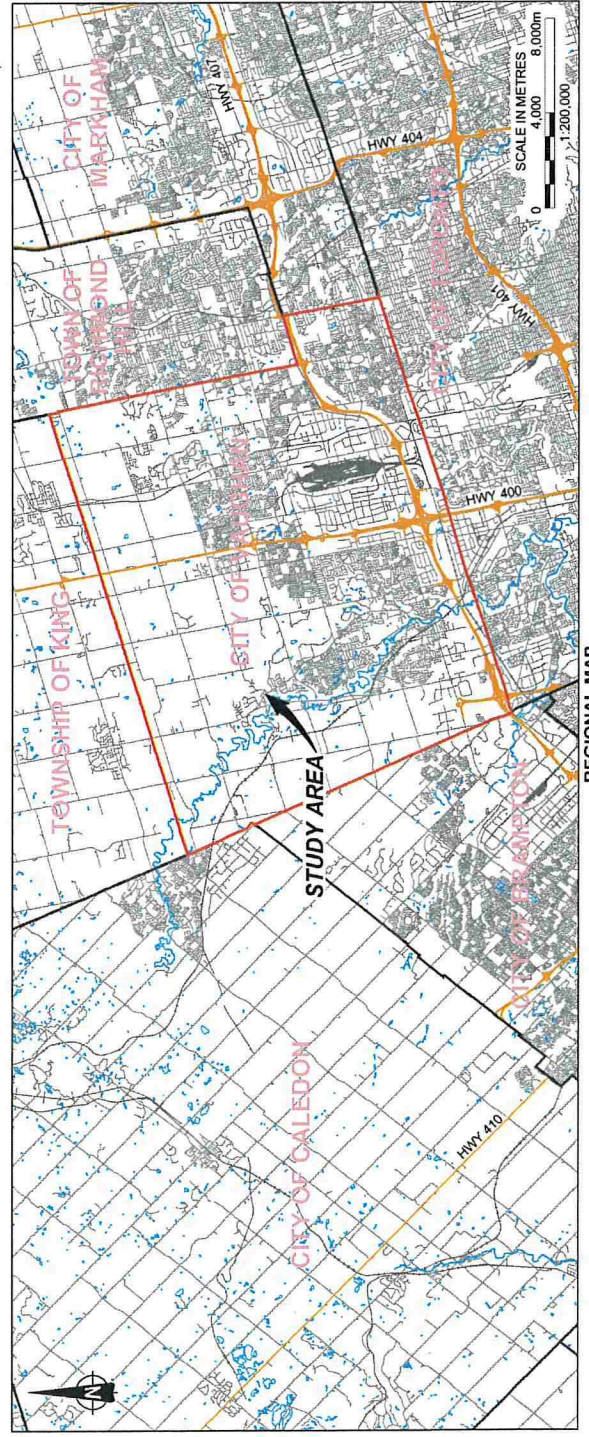 CITY OF
MARKHAM
HWY 407
TOWN OF
RICHMOND
HILL
HWY 404
SCALE IN METRES
0 4,000 8,000m
1:200,000
CITY OF TORONTO
HWY 401
TOWNSHIP OF KING
CITY OF VAUGHAN
HWY 400
STUDY AREA
CITY OF BRAMPTON
CITY OF CALEDON
HWY 410
N
REGIONAL MAP